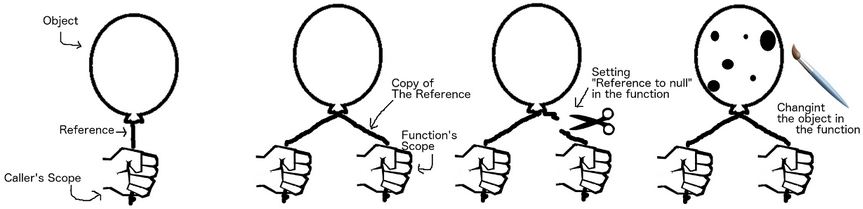 Object
Reference
Caller's Scope
Copy of
The Reference
Function's
Scope
Setting
"Reference to null"
in the function
Changint
the object in
the function